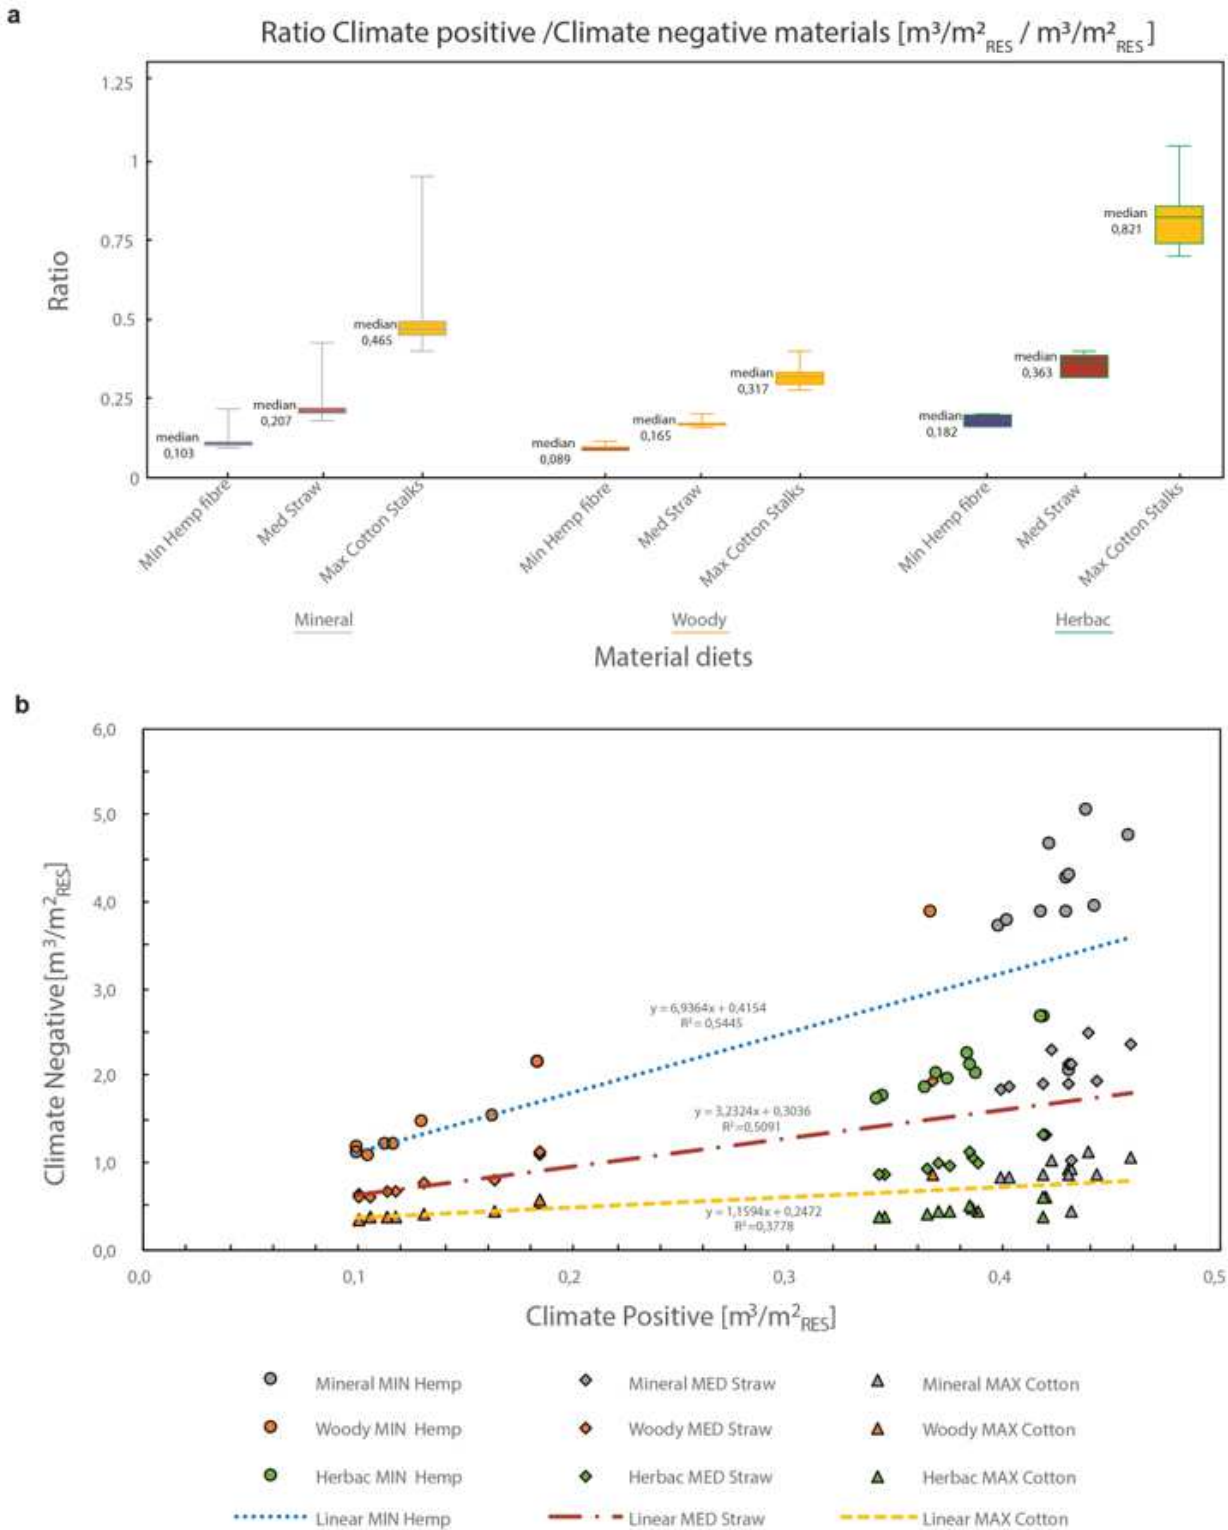 a
Ratio Climate positive /Climate negative materials [m³/m²RES / m³/m²RES]
1.25
1
0.75
0.5
0.25
0
Ratio
median
0,103
median
0,207
median
0,465
median
0,089
median
0,165
median
0,317
median
0,182
median
0,363
median
0,821
Min Hemp fibre
Med Straw
Max Cotton Stalks
Min Hemp fibre
Med Straw
Max Cotton Stalks
Min Hemp fibre
Med Straw
Max Cotton Stalks
Mineral
Woody
Herbac
Material diets
b
6,0
5,0
4,0
3,0
2,0
1,0
0,0
Climate Negative[m³/m²RES]
y = 6,9364x + 0,4154
R² = 0,5445
y = 3,2324x + 0,3036
R² =0,5091
y = 1,1594x + 0,2472
R² =0,3778
0,0
0,1
0,2
0,3
0,4
0,5
Climate Positive [m³/m²RES]
Mineral MIN Hemp
Mineral MED Straw
Mineral MAX Cotton
Woody MIN Hemp
Woody MED Straw
Woody MAX Cotton
Herbac MIN Hemp
Herbac MED Straw
Herbac MAX Cotton
Linear MIN Hemp
Linear MED Straw
Linear MAX Cotton